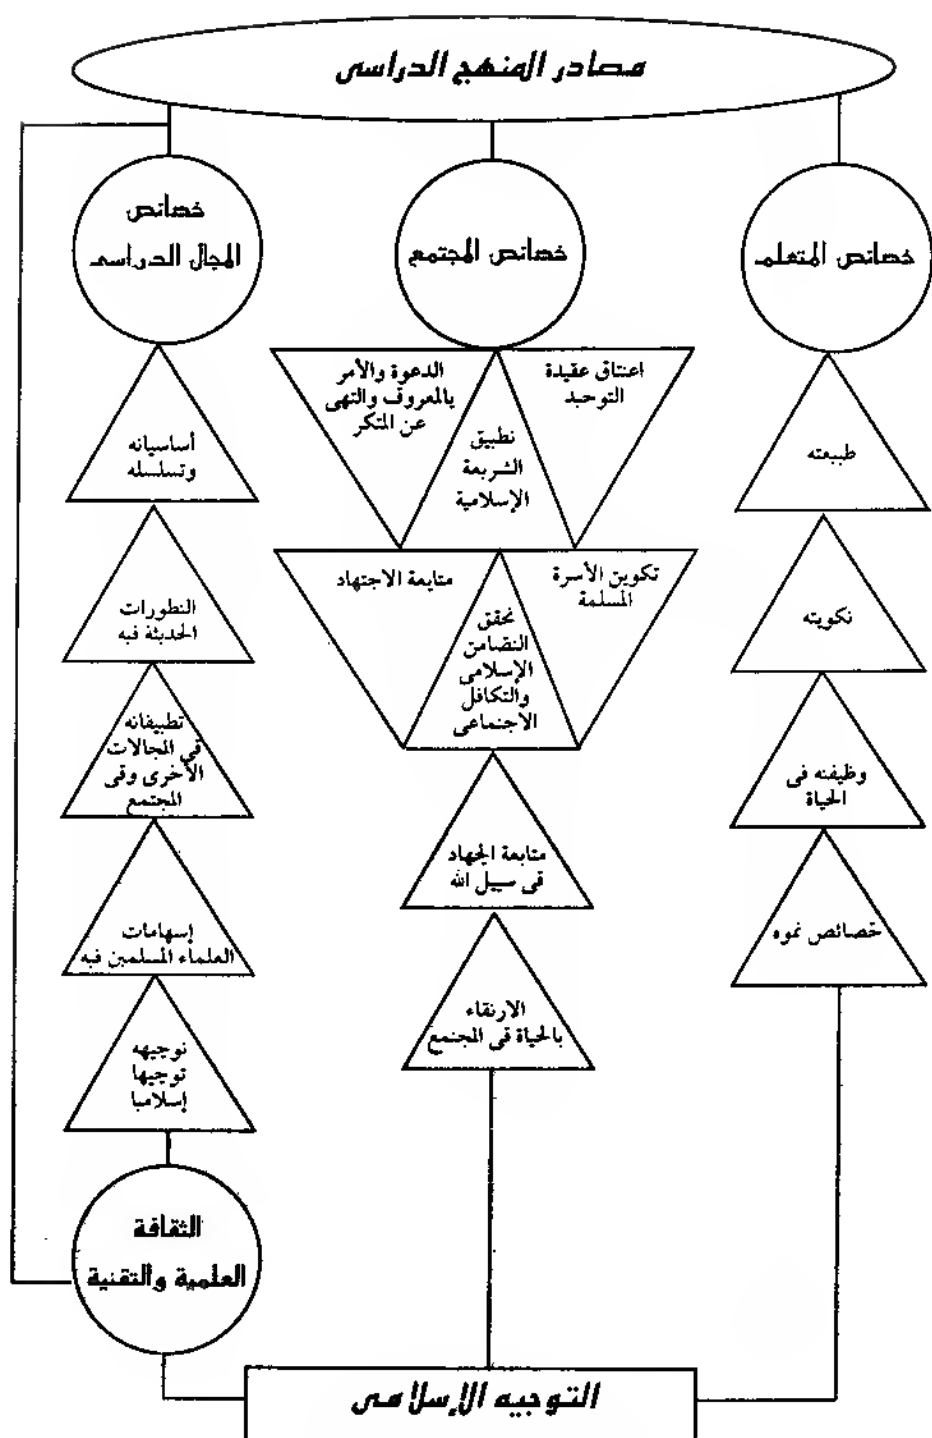 مصادر المنهج الدراسى
خصائص المتعلم
طبيعته
تكوينه
وظيفته فى
الحياة
خصائص نموه
خصائص المجتمع
اعتناق عقيدة
التوحيد
تطبيق
الشريعة
الإسلامية
الدعوة والأمر
بالمعروف والنهى
عن المنكر
تكوين الأسرة
المسلمة
تحقق
التضامن
الإسلامى
والتكافل
الاجتماعى
متابعة الاجتهاد
متابعة الجهاد
فى سبيل الله
الارتقاء
بالحياة فى المجتمع
خصائص
المجال الدراسى
أساسياته
وتسلسله
التطورات
الحديثة فيه
تطبيقاته
فى المجالات
الأخرى وفى
المجتمع
إسهامات
العلماء المسلمين فيه
توجيهه
توجيها
إسلاميا
الثقافة
العلمية والتقنية
التوجيه الإسلامى